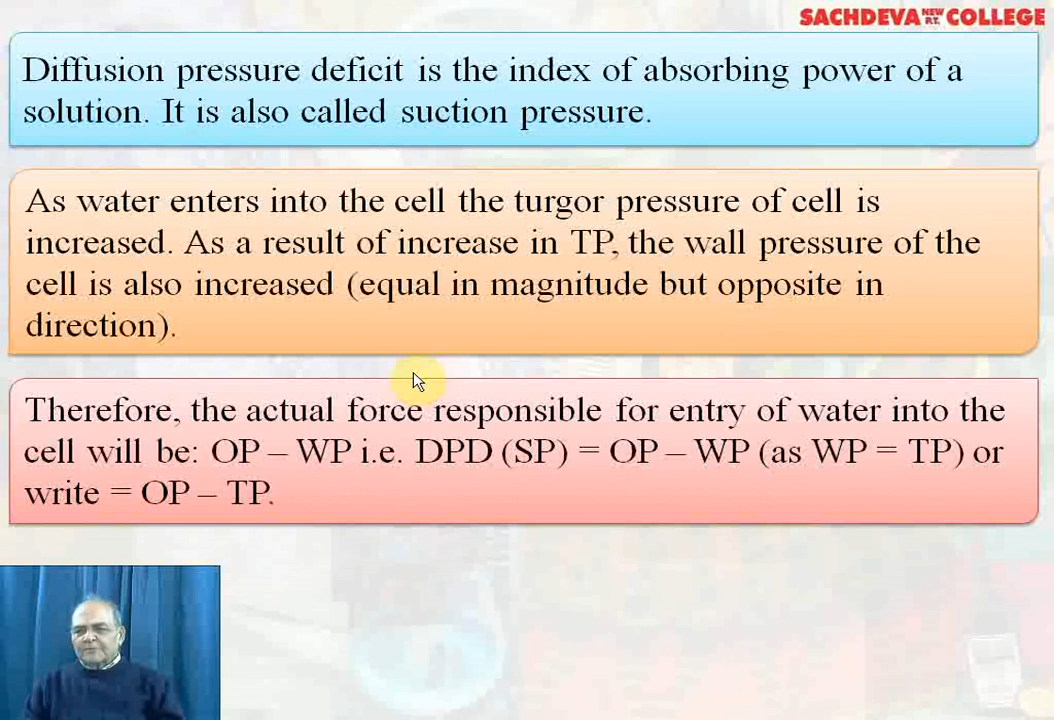 SACHDEVA NEW P.T. COLLEGE
Diffusion pressure deficit is the index of absorbing power of a
solution. It is also called suction pressure.
As water enters into the cell the turgor pressure of cell is
increased. As a result of increase in TP, the wall pressure of the
cell is also increased (equal in magnitude but opposite in
direction).
Therefore, the actual force responsible for entry of water into the
cell will be: OP – WP i.e. DPD (SP) = OP – WP (as WP = TP) or
write = OP – TP.